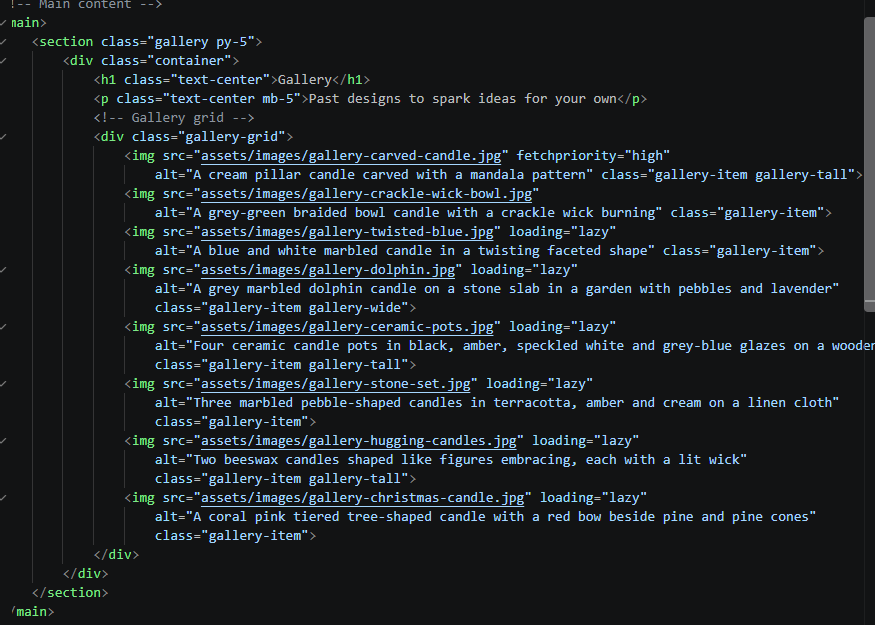 !-- Main content -->
main>
<section class="gallery py-5">
<div class="container">
<h1 class="text-center">Gallery</h1>
<p class="text-center mb-5">Past designs to spark ideas for your own</p>
<!-- Gallery grid -->
<div class="gallery-grid">
<img src="assets/images/gallery-carved-candle.jpg" fetchpriority="high"
alt="A cream pillar candle carved with a mandala pattern" class="gallery-item gallery-tall">
<img src="assets/images/gallery-crackle-wick-bowl.jpg"
alt="A grey-green braided bowl candle with a crackle wick burning" class="gallery-item">
<img src="assets/images/gallery-twisted-blue.jpg" loading="lazy"
alt="A blue and white marbled candle in a twisting faceted shape" class="gallery-item">
<img src="assets/images/gallery-dolphin.jpg" loading="lazy"
alt="A grey marbled dolphin candle on a stone slab in a garden with pebbles and lavender"
class="gallery-item gallery-wide">
<img src="assets/images/gallery-ceramic-pots.jpg" loading="lazy"
alt="Four ceramic candle pots in black, amber, speckled white and grey-blue glazes on a wooden
class="gallery-item gallery-tall">
<img src="assets/images/gallery-stone-set.jpg" loading="lazy"
alt="Three marbled pebble-shaped candles in terracotta, amber and cream on a linen cloth"
class="gallery-item">
<img src="assets/images/gallery-hugging-candles.jpg" loading="lazy"
alt="Two beeswax candles shaped like figures embracing, each with a lit wick"
class="gallery-item gallery-tall">
<img src="assets/images/gallery-christmas-candle.jpg" loading="lazy"
alt="A coral pink tiered tree-shaped candle with a red bow beside pine and pine cones"
class="gallery-item">
</div>
</div>
</section>
/main>